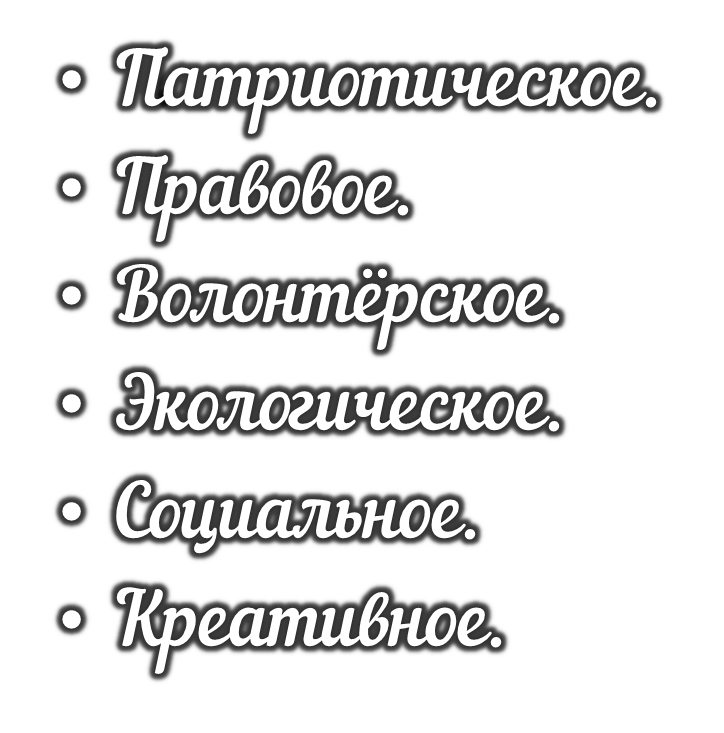 • Патриотическое.
• Правовое.
• Волонтёрское.
• Экологическое.
• Социальное.
• Креативное.